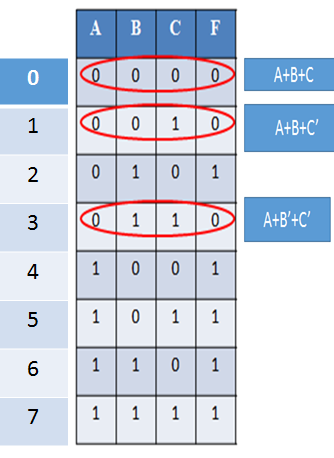 A B C F
0 0 0 0 0 A+B+C
1 0 0 1 0 A+B+C’
2 0 1 0 1
3 0 1 1 0 A+B’+C’
4 1 0 0 1
5 1 0 1 1
6 1 1 0 1
7 1 1 1 1